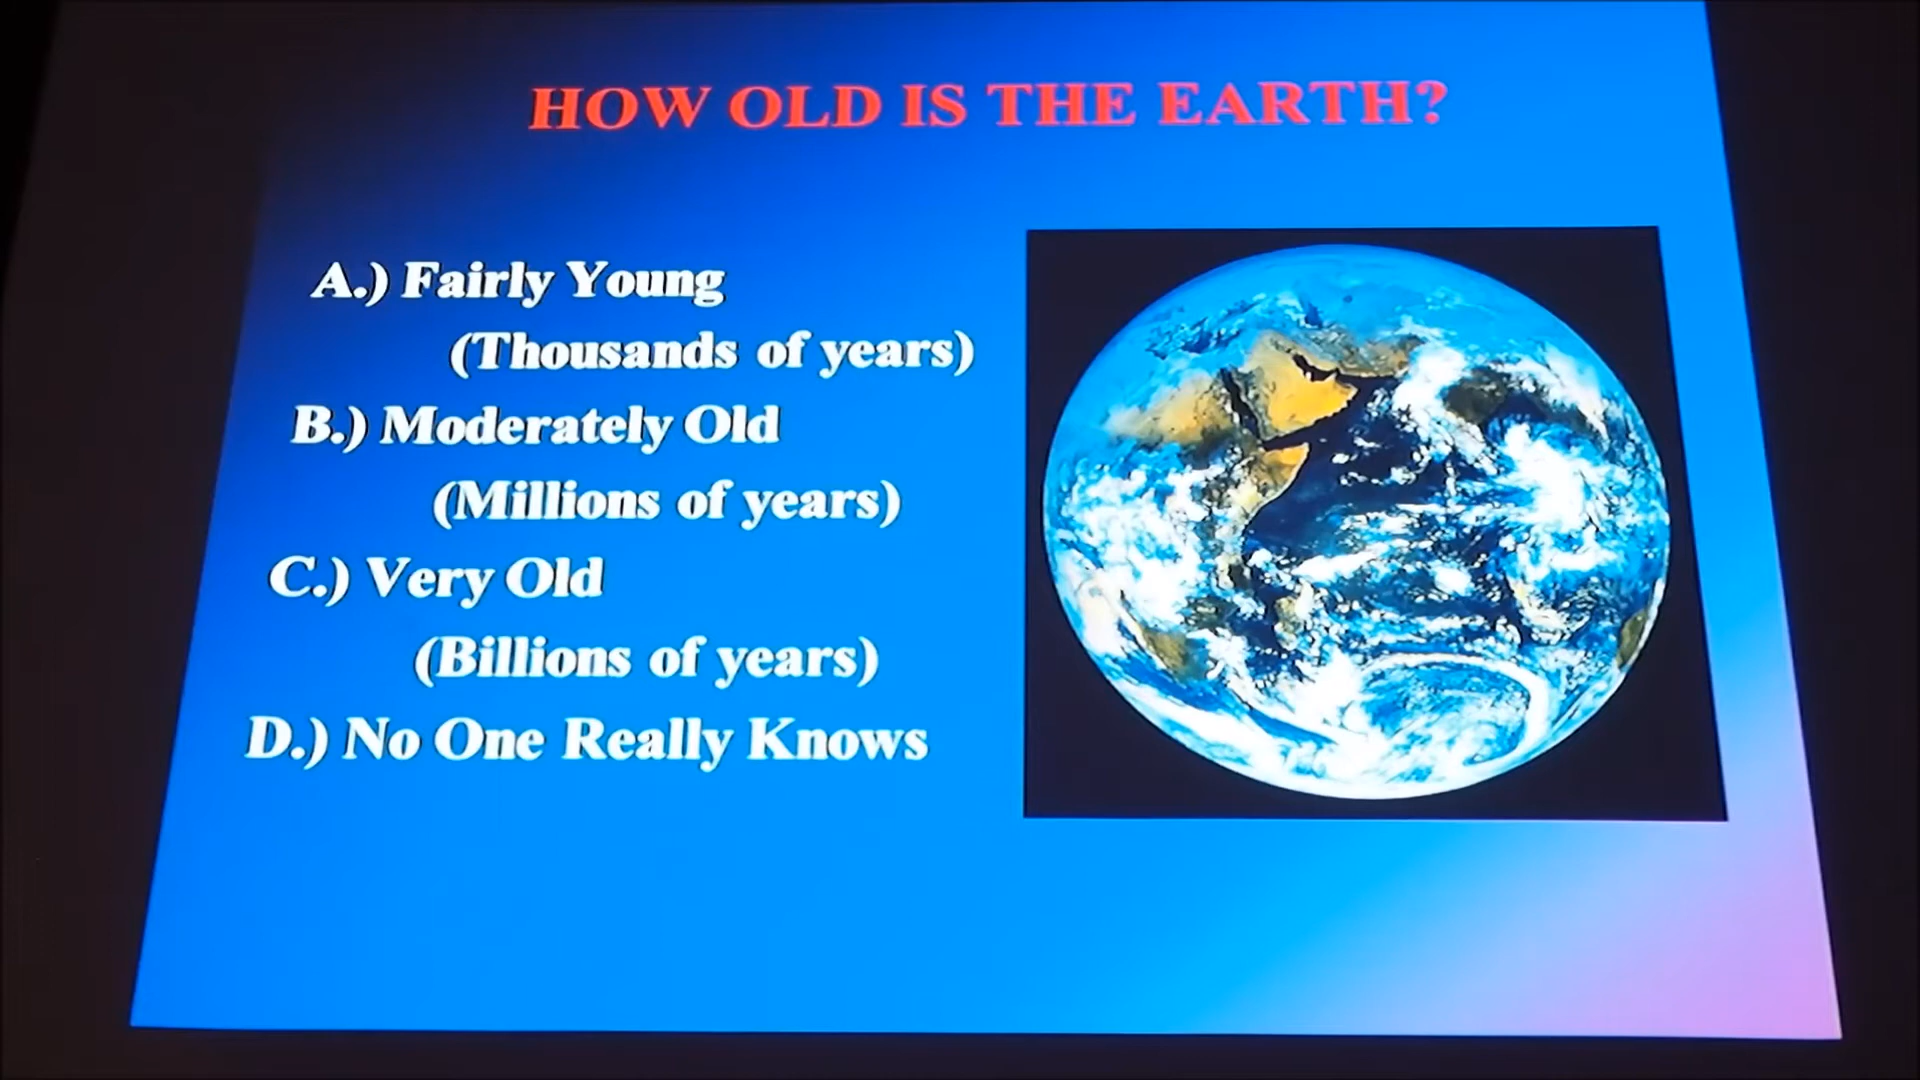 HOW OLD IS THE EARTH?
A.) Fairly Young
(Thousands of years)
B.) Moderately Old
(Millions of years)
C.) Very Old
(Billions of years)
D.) No One Really Knows